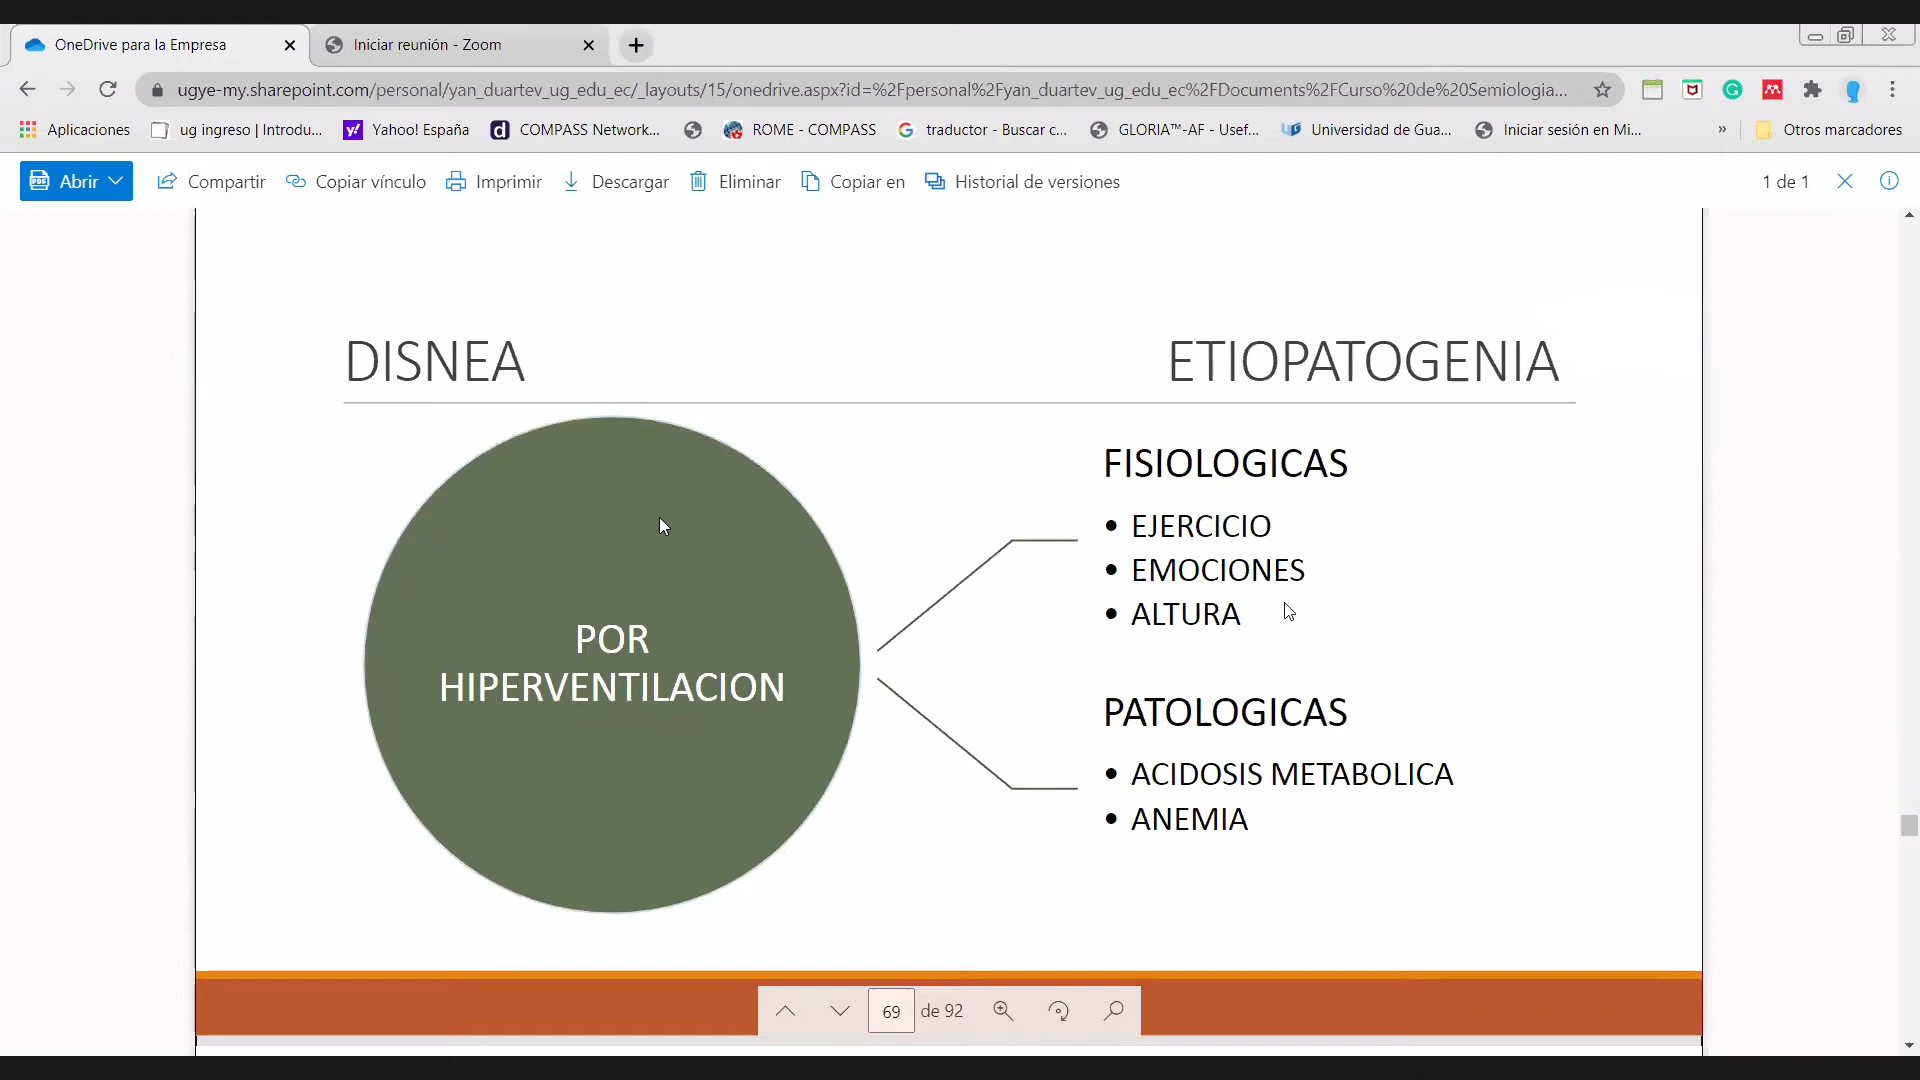 OneDrive para la Empresa
Iniciar reunión - Zoom
ugye-my.sharepoint.com/personal/yan_duartev_ug_edu_ec/_layouts/15/onedrive.aspx?id=%2Fpersonal%2Fyan_duartev_ug_edu_ec%2FDocuments%2FCurso%20de%20Semiologia...
Aplicaciones
ug ingreso | Introdu...
Yahoo! España
COMPASS Network...
ROME - COMPASS
traductor - Buscar c...
GLORIA™-AF - Usef...
Universidad de Gua...
Iniciar sesión en Mi...
»
Otros marcadores
Abrir
Compartir
Copiar vínculo
Imprimir
Descargar
Eliminar
Copiar en
Historial de versiones
1 de 1
DISNEA
ETIOPATOGENIA
POR
HIPERVENTILACION
FISIOLOGICAS
• EJERCICIO
• EMOCIONES
• ALTURA
PATOLOGICAS
• ACIDOSIS METABOLICA
• ANEMIA
69 de 92